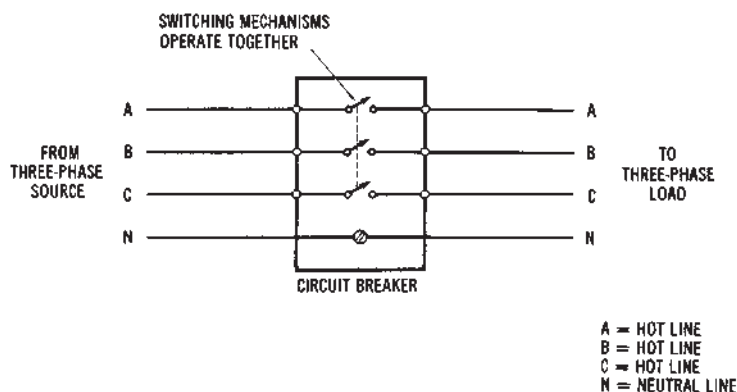 SWITCHING MECHANISMS
OPERATE TOGETHER
A
A
FROM
THREE-PHASE
SOURCE
B
B
TO
THREE-PHASE
LOAD
C
C
N
N
CIRCUIT BREAKER
A = HOT LINE
B = HOT LINE
C = HOT LINE
N = NEUTRAL LINE